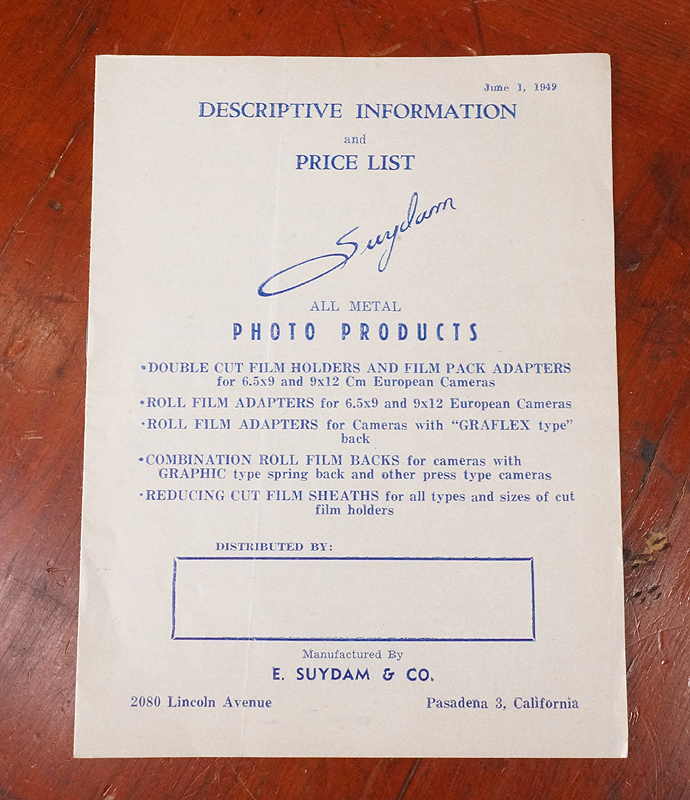 June 1, 1949
DESCRIPTIVE INFORMATION
and
PRICE LIST
Suydam
ALL METAL
PHOTO PRODUCTS
•DOUBLE CUT FILM HOLDERS AND FILM PACK ADAPTERS
for 6.5x9 and 9x12 Cm European Cameras
•ROLL FILM ADAPTERS for 6.5x9 and 9x12 European Cameras
•ROLL FILM ADAPTERS for Cameras with "GRAFLEX type"
back
•COMBINATION ROLL FILM BACKS for cameras with
GRAPHIC type spring back and other press type cameras
•REDUCING CUT FILM SHEATHS for all types and sizes of cut
film holders
DISTRIBUTED BY:
Manufactured By
E. SUYDAM & CO.
2080 Lincoln Avenue
Pasadena 3, California